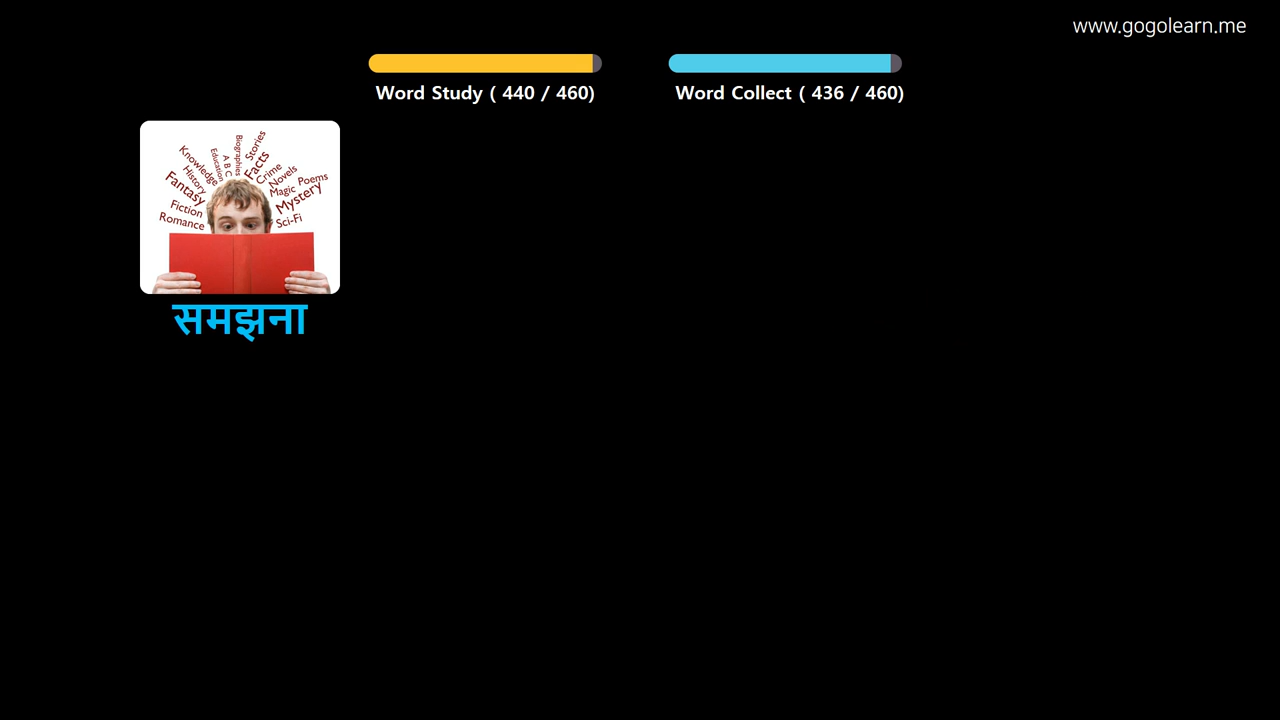 www.gogolearn.me
Word Study ( 440 / 460)
Word Collect ( 436 / 460)
Biographies
Stories
Facts
A B C
Education
Knowledge
Crime
History
Novels
Fantasy
Magic
Poems
Mystery
Fiction
Romance
Sci-Fi
समझना